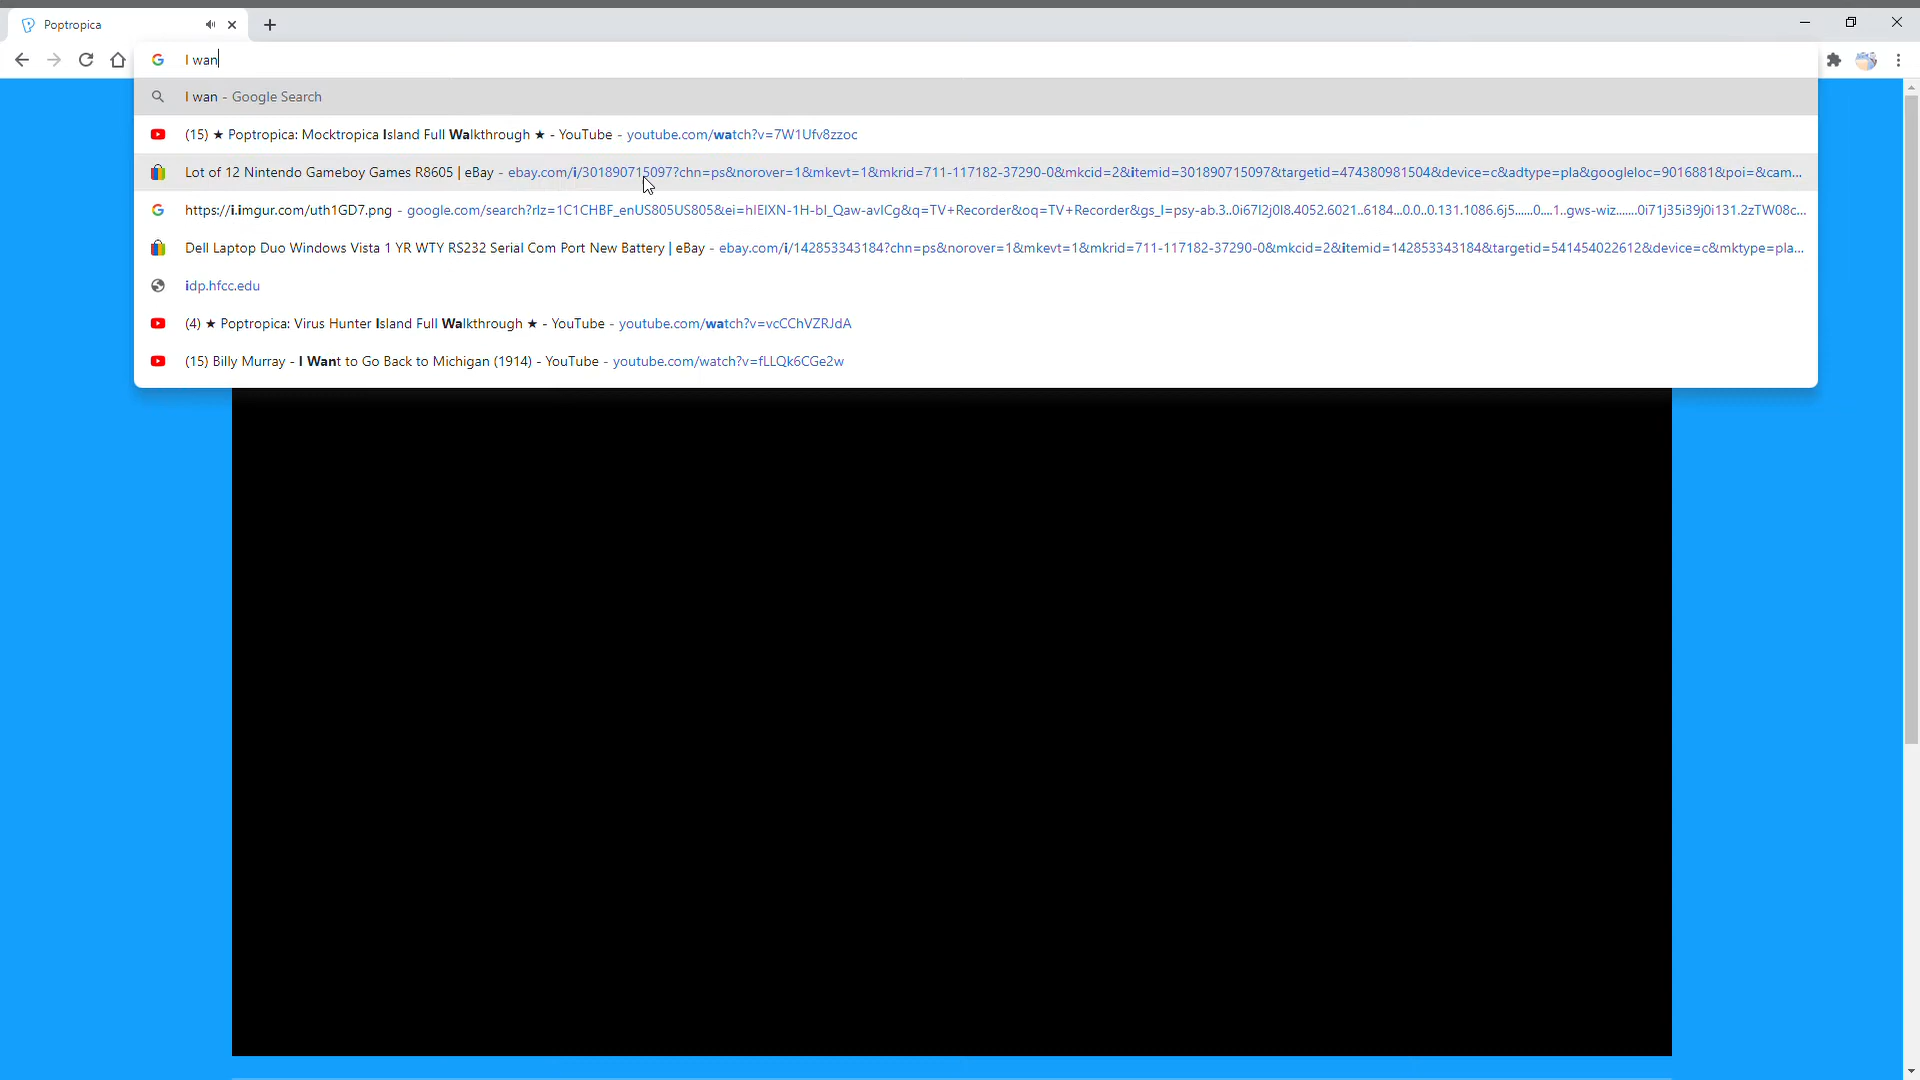 Poptropica
I wan
I wan - Google Search
(15) ★ Poptropica: Mocktropica Island Full Walkthrough ★ - YouTube - youtube.com/watch?v=7W1Ufv8zzoc
Lot of 12 Nintendo Gameboy Games R8605 | eBay - ebay.com/i/301890715097?chn=ps&norover=1&mkevt=1&mkrid=711-117182-37290-0&mkcid=2&itemid=301890715097&targetid=474380981504&device=c&adtype=pla&googleloc=9016881&poi=&cam...
https://i.imgur.com/uth1GD7.png - google.com/search?rlz=1C1CHBF_enUS805US805&ei=hIEIXN-1H-bI_Qaw-avICg&q=TV+Recorder&oq=TV+Recorder&gs_l=psy-ab.3..0i67l2j0l8.4052.6021..6184...0.0..0.131.1086.6j5......0....1..gws-wiz.......0i71j35i39j0i131.2zTW08c...
Dell Laptop Duo Windows Vista 1 YR WTY RS232 Serial Com Port New Battery | eBay - ebay.com/i/142853343184?chn=ps&norover=1&mkevt=1&mkrid=711-117182-37290-0&mkcid=2&itemid=142853343184&targetid=541454022612&device=c&mktype=pla...
idp.hfcc.edu
(4) ★ Poptropica: Virus Hunter Island Full Walkthrough ★ - YouTube - youtube.com/watch?v=vcCChVZRJdA
(15) Billy Murray - I Want to Go Back to Michigan (1914) - YouTube - youtube.com/watch?v=fLLQk6CGe2w